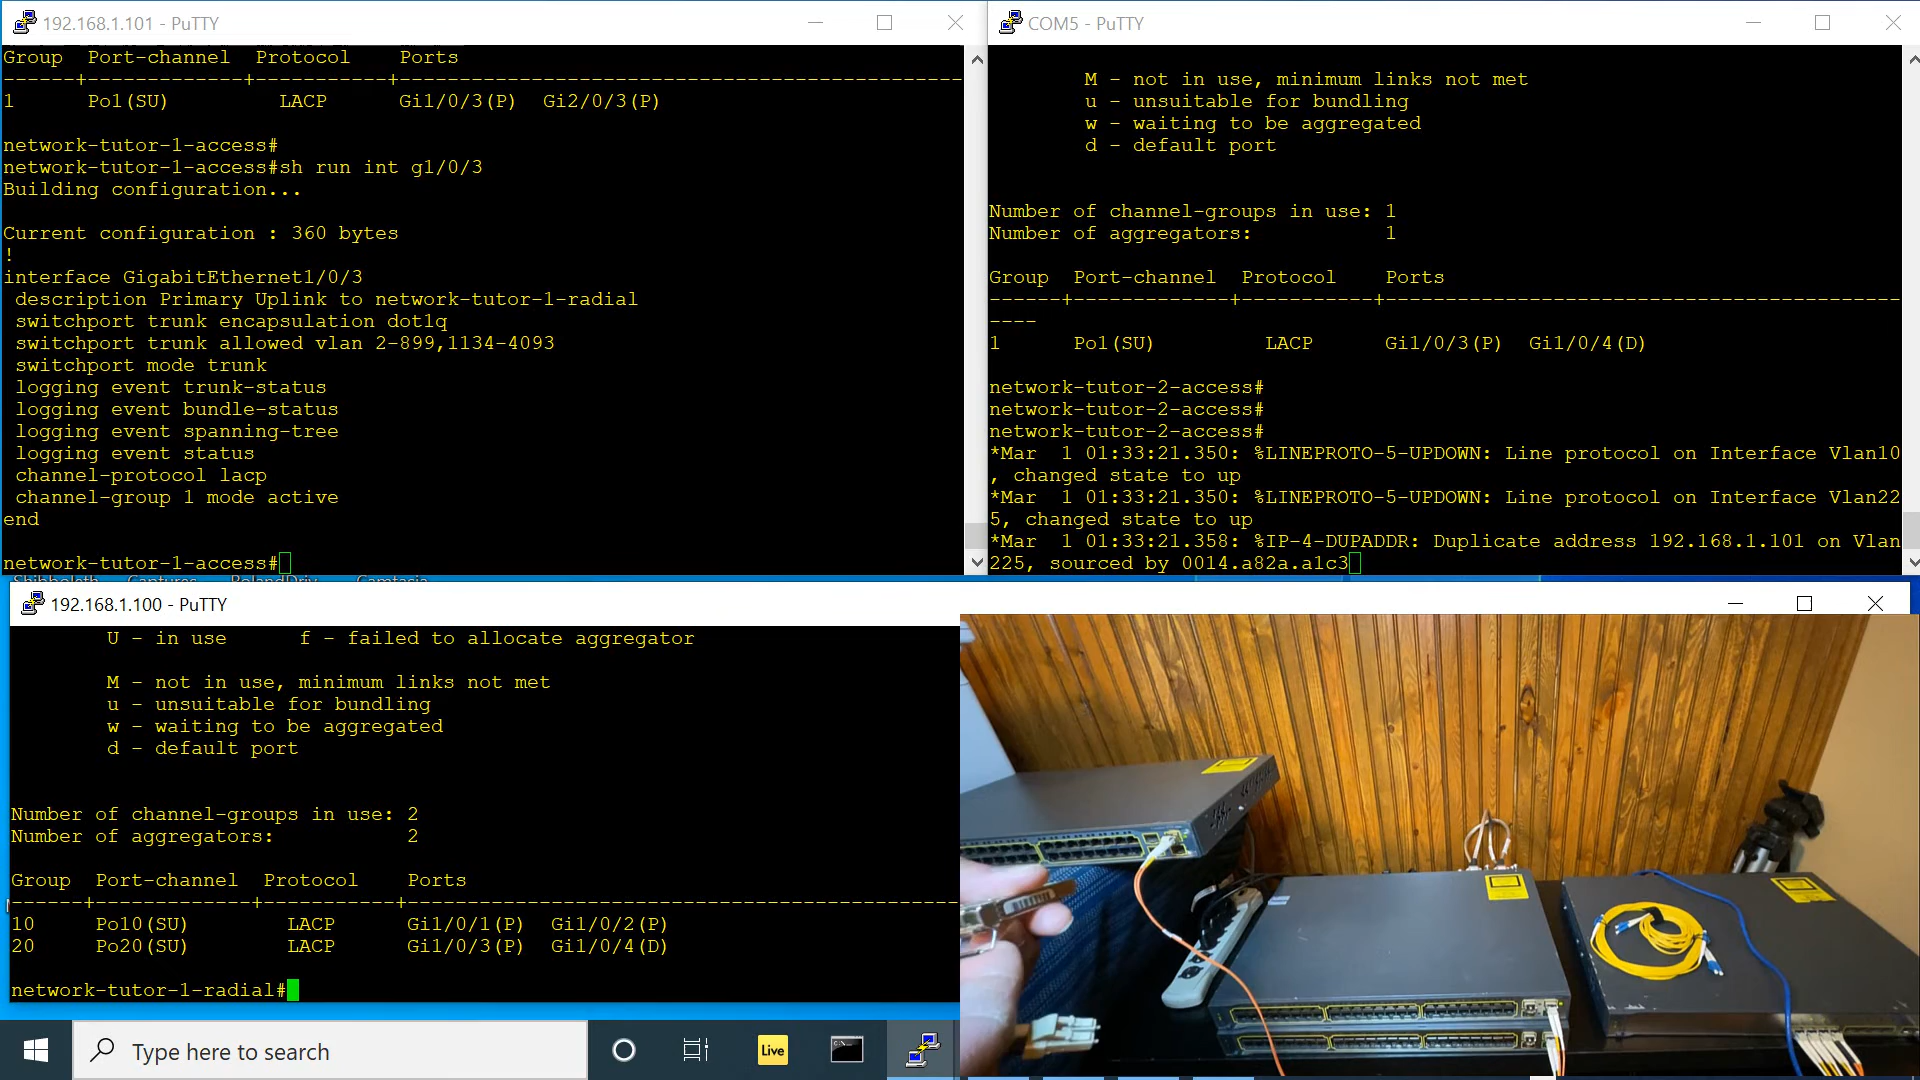 192.168.1.101 - PuTTY
Group Port-channel Protocol Ports
------+-------------+-----------+-----------------------------------------------
1 Po1(SU) LACP Gi1/0/3(P) Gi2/0/3(P)
network-tutor-1-access#
network-tutor-1-access#sh run int g1/0/3
Building configuration...
Current configuration : 360 bytes
!
interface GigabitEthernet1/0/3
description Primary Uplink to network-tutor-1-radial
switchport trunk encapsulation dot1q
switchport trunk allowed vlan 2-899,1134-4093
switchport mode trunk
logging event trunk-status
logging event bundle-status
logging event spanning-tree
logging event status
channel-protocol lacp
channel-group 1 mode active
end
network-tutor-1-access#
COM5 - PuTTY
M - not in use, minimum links not met
u - unsuitable for bundling
w - waiting to be aggregated
d - default port
Number of channel-groups in use: 1
Number of aggregators: 1
Group Port-channel Protocol Ports
------+-------------+-----------+-------------------------------------------
----
1 Po1(SU) LACP Gi1/0/3(P) Gi1/0/4(D)
network-tutor-2-access#
network-tutor-2-access#
network-tutor-2-access#
*Mar 1 01:33:21.350: %LINEPROTO-5-UPDOWN: Line protocol on Interface Vlan10
, changed state to up
*Mar 1 01:33:21.350: %LINEPROTO-5-UPDOWN: Line protocol on Interface Vlan22
5, changed state to up
*Mar 1 01:33:21.358: %IP-4-DUPADDR: Duplicate address 192.168.1.101 on Vlan
225, sourced by 0014.a82a.a1c3
Shibboleth Captures RolandDriv Camtasia
192.168.1.100 - PuTTY
U - in use f - failed to allocate aggregator
M - not in use, minimum links not met
u - unsuitable for bundling
w - waiting to be aggregated
d - default port
Number of channel-groups in use: 2
Number of aggregators: 2
Group Port-channel Protocol Ports
------+-------------+-----------+-----------------------------------------------
10 Po10(SU) LACP Gi1/0/1(P) Gi1/0/2(P)
20 Po20(SU) LACP Gi1/0/3(P) Gi1/0/4(D)
network-tutor-1-radial#
Type here to search
Live